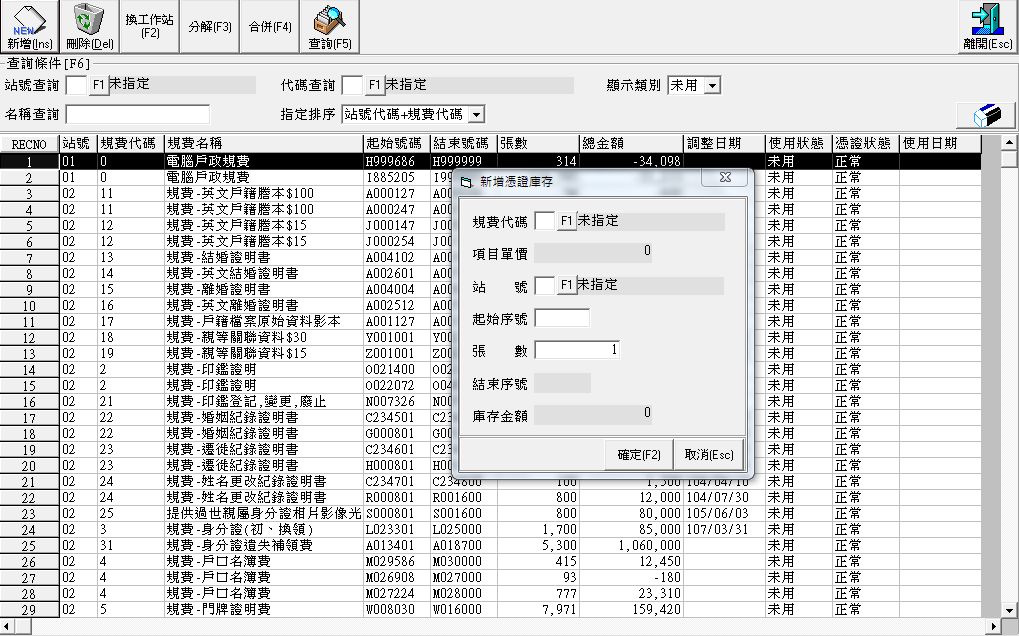 NEW
新增(Ins) 刪除(Del) 換工作站(F2) 分解(F3) 合併(F4) 查詢(F5) 離開(Esc)
查詢條件[F6]
站號查詢 F1 未指定 代碼查詢 F1 未指定 顯示類別 未用
名稱查詢 指定排序 站號代碼+規費代碼
RECNO 站號 規費代碼 規費名稱 起始號碼 結束號碼 張數 總金額 調整日期 使用狀態 憑證狀態 使用日期
1 01 0 電腦戶政規費 H999686 H999999 314 -34,098 未用 正常
2 01 0 電腦戶政規費 I885205 I99 未用 正常
3 02 11 規費-英文戶籍謄本$100 A000127 A00 未用 正常
4 02 11 規費-英文戶籍謄本$100 A000247 A00 未用 正常
5 02 12 規費-英文戶籍謄本$15 J000147 J00 未用 正常
6 02 12 規費-英文戶籍謄本$15 J000254 J00 未用 正常
7 02 13 規費-結婚證明書 A004102 A00 未用 正常
8 02 14 規費-英文結婚證明書 A002601 A00 未用 正常
9 02 15 規費-離婚證明書 A004004 A00 未用 正常
10 02 16 規費-英文離婚證明書 A002512 A00 未用 正常
11 02 17 規費-戶籍檔案原始資料影本 A001127 A00 未用 正常
12 02 18 規費-親等關聯資料$30 Y001001 Y00 未用 正常
13 02 19 規費-親等關聯資料$15 Z001001 Z00 未用 正常
14 02 2 規費-印鑑證明 O021400 O02 未用 正常
15 02 2 規費-印鑑證明 O022072 O04 未用 正常
16 02 21 規費-印鑑登記,變更,廢止 N007326 N00 未用 正常
17 02 22 規費-婚姻紀錄證明書 C234501 C23 未用 正常
18 02 22 規費-婚姻紀錄證明書 G000801 G00 未用 正常
19 02 23 規費-遷徙紀錄證明書 C234601 C23 未用 正常
20 02 23 規費-遷徙紀錄證明書 H000801 H00 未用 正常
21 02 24 規費-姓名更改紀錄證明書 C234701 C234800 100 1,500 104/04/10 未用 正常
22 02 24 規費-姓名更改紀錄證明書 R000801 R001600 800 12,000 104/07/30 未用 正常
23 02 25 提供過世親屬身分證相片影像光 S000801 S001600 800 80,000 105/06/03 未用 正常
24 02 3 規費-身分證(初、換領) L023301 L025000 1,700 85,000 107/03/31 未用 正常
25 02 31 規費-身分證遺失補領費 A013401 A018700 5,300 1,060,000 未用 正常
26 02 4 規費-戶口名簿費 M029586 M030000 415 12,450 未用 正常
27 02 4 規費-戶口名簿費 M026908 M027000 93 -180 未用 正常
28 02 4 規費-戶口名簿費 M027224 M028000 777 23,310 未用 正常
29 02 5 規費-門牌證明費 W008030 W016000 7,971 159,420 未用 正常
新增憑證庫存
規費代碼 F1 未指定
項目單價 0
站 號 F1 未指定
起始序號
張 數 1
結束序號
庫存金額 0
確定(F2) 取消(Esc)